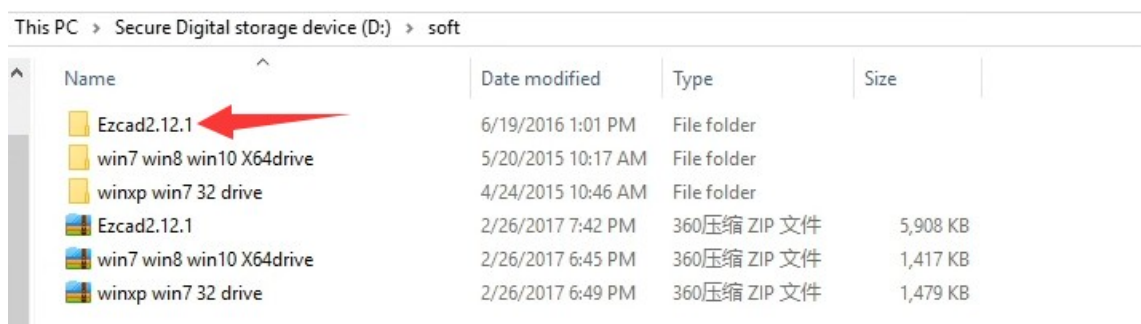 This PC > Secure Digital storage device (D:) > soft
Name Date modified Type Size
Ezcad2.12.1 6/19/2016 1:01 PM File folder
win7 win8 win10 X64drive 5/20/2015 10:17 AM File folder
winxp win7 32 drive 4/24/2015 10:46 AM File folder
Ezcad2.12.1 2/26/2017 7:42 PM 360压缩 ZIP 文件 5,908 KB
win7 win8 win10 X64drive 2/26/2017 6:45 PM 360压缩 ZIP 文件 1,417 KB
winxp win7 32 drive 2/26/2017 6:49 PM 360压缩 ZIP 文件 1,479 KB